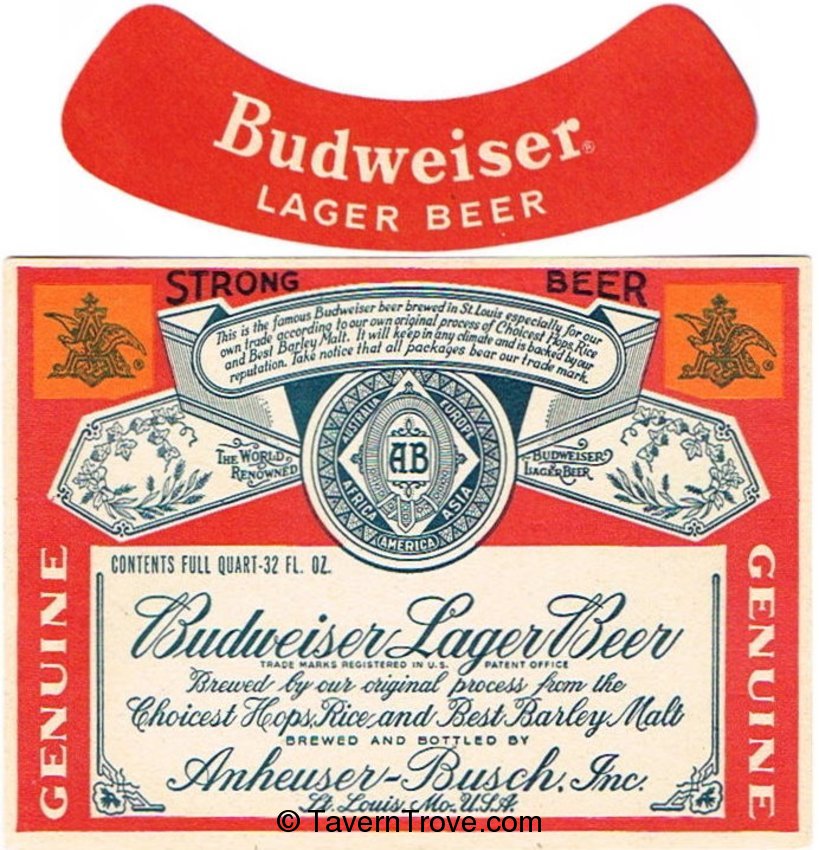 Budweiser®
LAGER BEER
STRONG BEER
This is the famous Budweiser beer brewed in St. Louis especially for our
own trade according to our own original process of Choicest Hops, Rice
and Best Barley Malt. It will keep in any climate and is backed by our
reputation. Take notice that all packages bear our trade mark.
®
®
THE WORLD
RENOWNED
AUSTRALIA
EUROPE
AB
AFRICA
ASIA
AMERICA
BUDWEISER
LAGER BEER
GENUINE
GENUINE
CONTENTS FULL QUART-32 FL. OZ.
Budweiser Lager Beer
TRADE MARKS REGISTERED IN U.S. PATENT OFFICE
Brewed by our original process from the
Choicest Hops, Rice and Best Barley Malt
BREWED AND BOTTLED BY
Anheuser-Busch, Inc.
St. Louis, Mo. U.S.A.
© TavernTrove.com